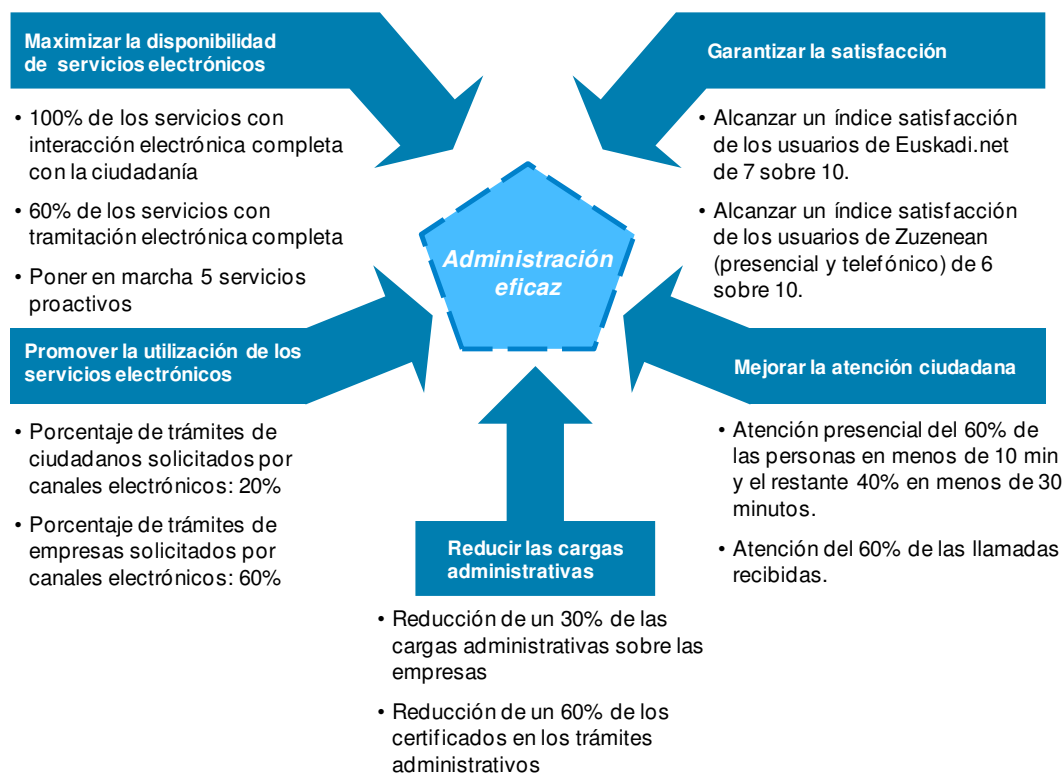 Maximizar la disponibilidad
de servicios electrónicos
• 100% de los servicios con
interacción electrónica completa
con la ciudadanía
• 60% de los servicios con
tramitación electrónica completa
• Poner en marcha 5 servicios
proactivos
Garantizar la satisfacción
• Alcanzar un índice satisfacción
de los usuarios de Euskadi.net
de 7 sobre 10.
• Alcanzar un índice satisfacción
de los usuarios de Zuzenean
(presencial y telefónico) de 6
sobre 10.
Administración
eficaz
Promover la utilización de los
servicios electrónicos
• Porcentaje de trámites de
ciudadanos solicitados por
canales electrónicos: 20%
• Porcentaje de trámites de
empresas solicitados por
canales electrónicos: 60%
Mejorar la atención ciudadana
• Atención presencial del 60% de
las personas en menos de 10 min
y el restante 40% en menos de 30
minutos.
• Atención del 60% de las llamadas
recibidas.
Reducir las cargas
administrativas
• Reducción de un 30% de las
cargas administrativas sobre las
empresas
• Reducción de un 60% de los
certificados en los trámites
administrativos